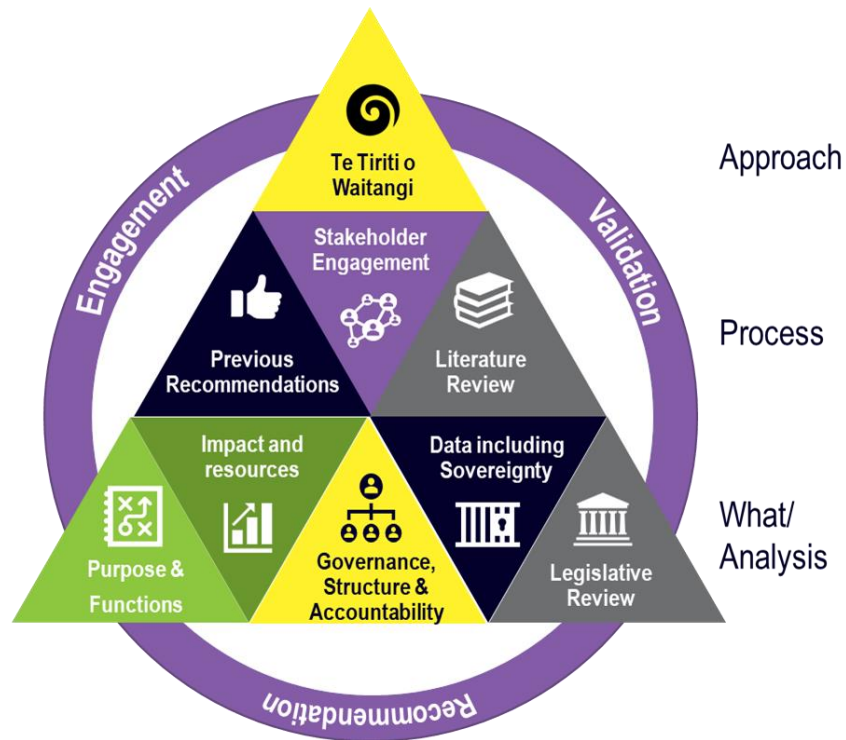 Te Tiriti o
Waitangi
Approach
Engagement
Validation
Stakeholder
Engagement
Previous
Recommendations
Literature
Review
Process
Purpose &
Functions
Impact and
resources
Governance,
Structure &
Accountability
Data including
Sovereignty
Legislative
Review
What/
Analysis
Recommendation